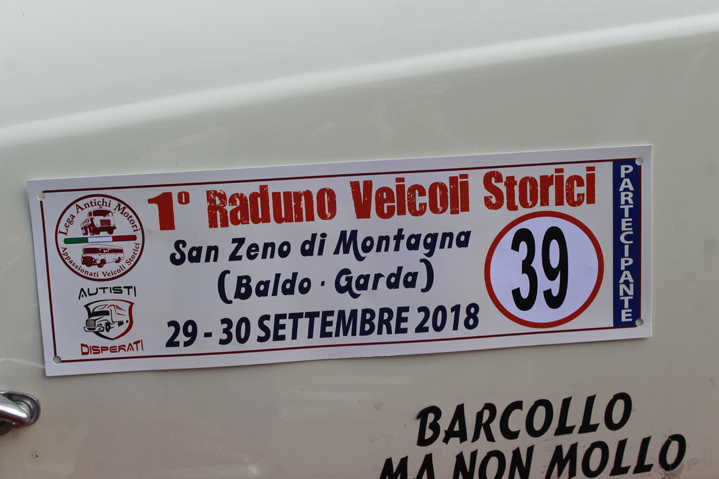 1° Raduno Veicoli Storici
San Zeno di Montagna
(Baldo - Garda)
29 - 30 SETTEMBRE 2018
39
PARTECIPANTE
Lega Antichi Motori
Appassionati Veicoli Storici
AUTISTI
DISPERATI
BARCOLLO
MA NON MOLLO